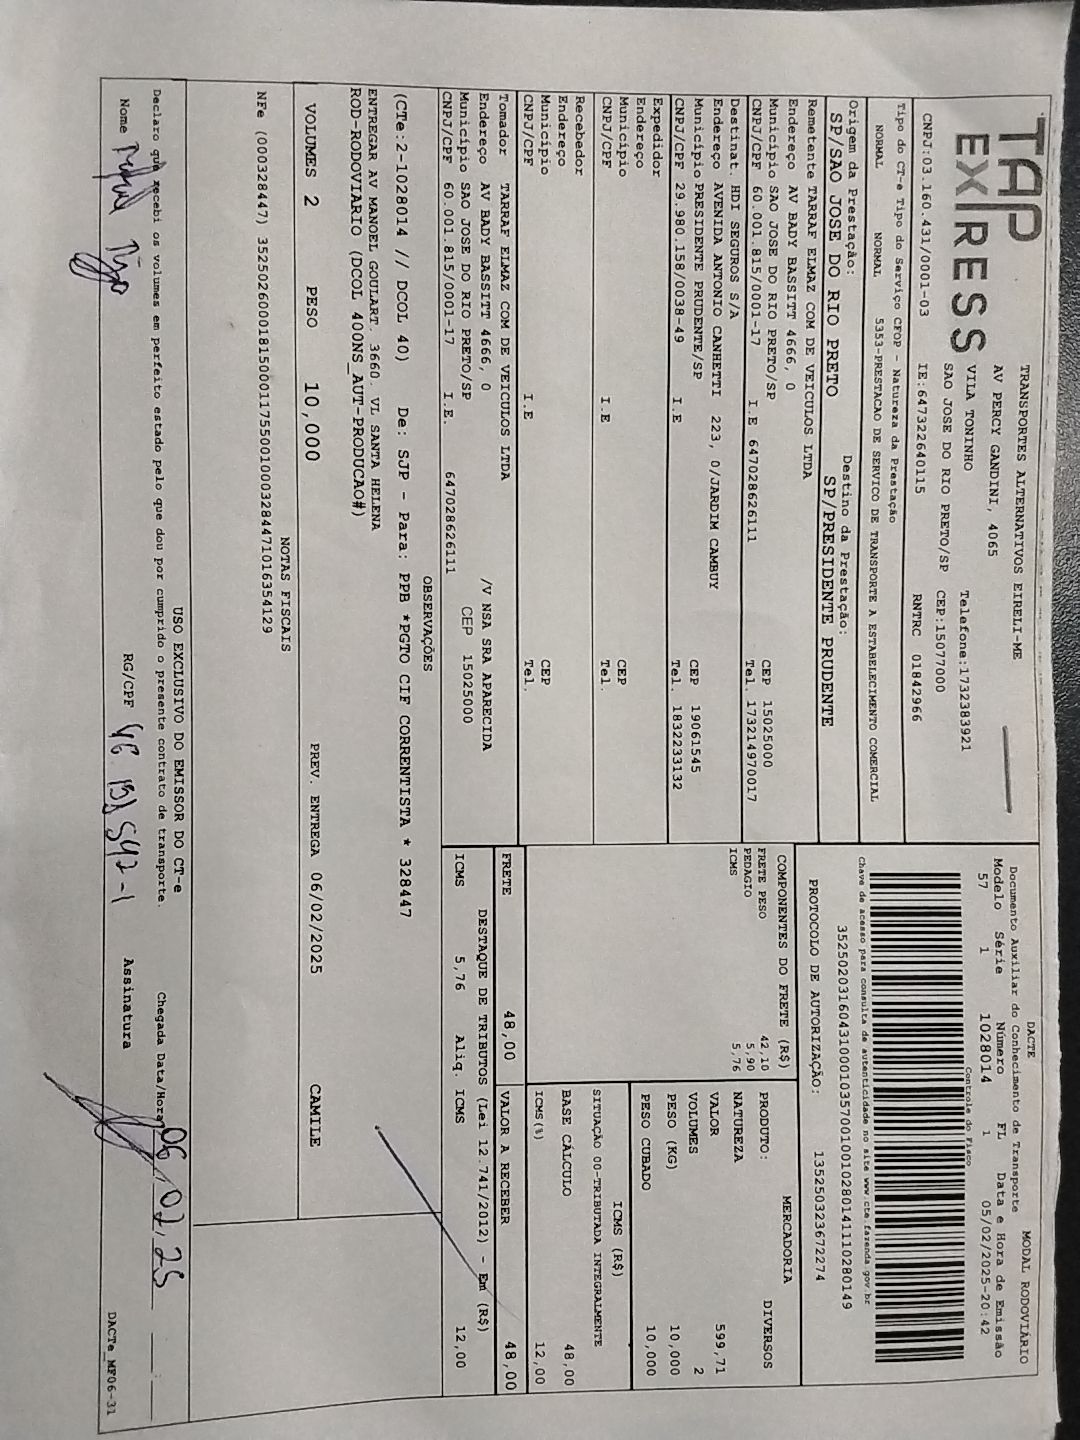 TAP EXPRESS
TRANSPORTES ALTERNATIVOS EIRELI-ME
AV PERCY GANDINI, 4065
VILA TONINHO
Telefone:1732383921
SAO JOSE DO RIO PRETO/SP CEP:15077000
CNPJ:03.160.431/0001-03 IE:647322640115 RNTRC 01842966
Tipo do CT-e Tipo do Serviço CFOP - Natureza da Prestação
NORMAL NORMAL 5353-PRESTACAO DE SERVICO DE TRANSPORTE A ESTABELECIMENTO COMERCIAL
Origem da Prestação: Destino da Prestação:
SP/SAO JOSE DO RIO PRETO SP/PRESIDENTE PRUDENTE
Remetente TARRAF ELMAZ COM DE VEICULOS LTDA
Endereço AV BADY BASSITT 4666, 0
Município SAO JOSE DO RIO PRETO/SP CEP 15025000
CNPJ/CPF 60.001.815/0001-17 I.E 647028626111 Tel. 173214970017
Destinat. HDI SEGUROS S/A
Endereço AVENIDA ANTONIO CANHETTI 223, 0/JARDIM CAMBUY
Município PRESIDENTE PRUDENTE/SP CEP 19061545
CNPJ/CPF 29.980.158/0038-49 I.E Tel. 1832233132
Expedidor
Endereço
Município CEP
CNPJ/CPF I.E Tel.
Recebedor
Endereço
Município CEP
CNPJ/CPF I.E Tel.
Tomador TARRAF ELMAZ COM DE VEICULOS LTDA
Endereço AV BADY BASSITT 4666, 0 /V NSA SRA APARECIDA
Município SAO JOSE DO RIO PRETO/SP CEP 15025000
CNPJ/CPF 60.001.815/0001-17 I.E. 647028626111
DACTE MODAL RODOVIÁRIO
Documento Auxiliar do Conhecimento de Transporte
Modelo Série Número FL Data e Hora de Emissão
57 1 1028014 1 05/02/2025-20:42
Controle do Fisco
Chave de acesso para consulta de autenticidade no site www.cte.fazenda.gov.br
35250203160431000103570010010280141110280149
PROTOCOLO DE AUTORIZAÇÃO: 135250323672274
COMPONENTES DO FRETE (R$)
FRETE PESO 42,10
PEDAGIO 5,90
ICMS 5,76
MERCADORIA
PRODUTO: DIVERSOS
NATUREZA
VALOR 599,71
VOLUMES 2
PESO (KG) 10,000
PESO CUBADO 10,000
ICMS (R$)
SITUAÇÃO 00-TRIBUTADA INTEGRALMENTE
BASE CÁLCULO 48,00
ICMS(%) 12,00
FRETE 48,00 VALOR A RECEBER 48,00
DESTAQUE DE TRIBUTOS (Lei 12.741/2012) - Em (R$)
ICMS 5,76 Aliq. ICMS 12,00
OBSERVAÇÕES
(CTe:2-1028014 // DCOL 40) De: SJP - Para: PPB *PGTO CIF CORRENTISTA * 328447
ENTREGAR AV MANOEL GOULART. 3660. VL SANTA HELENA
ROD-RODOVIARIO (DCOL 400NS_AUT-PRODUCAO#)
VOLUMES 2 PESO 10,000 PREV. ENTREGA 06/02/2025 CAMILE
NOTAS FISCAIS
NFe (000328447) 35250260001815000117550010003284471016354129
USO EXCLUSIVO DO EMISSOR DO CT-e
Declaro que recebi os volumes em perfeito estado pelo que dou por cumprido o presente contrato de transporte. Chegada Data/Hora 06/02/25
Nome RG/CPF Assinatura
DACTe_MF06-31